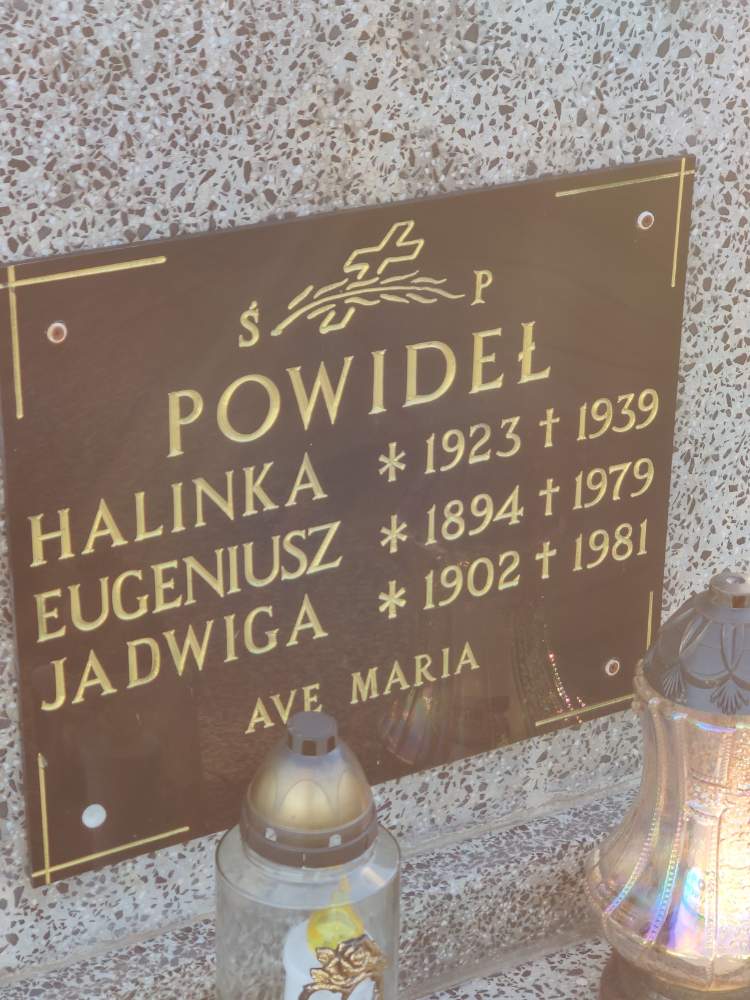 Ś P
POWIDEŁ
HALINKA * 1923 † 1939
EUGENIUSZ * 1894 † 1979
JADWIGA * 1902 † 1981
AVE MARIA